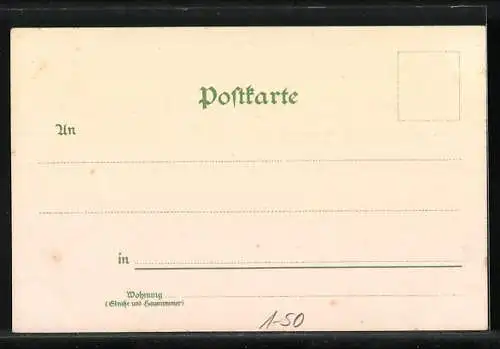 Postkarte
An
in
Wohnung
(Straße und Hausnummer)
1-50